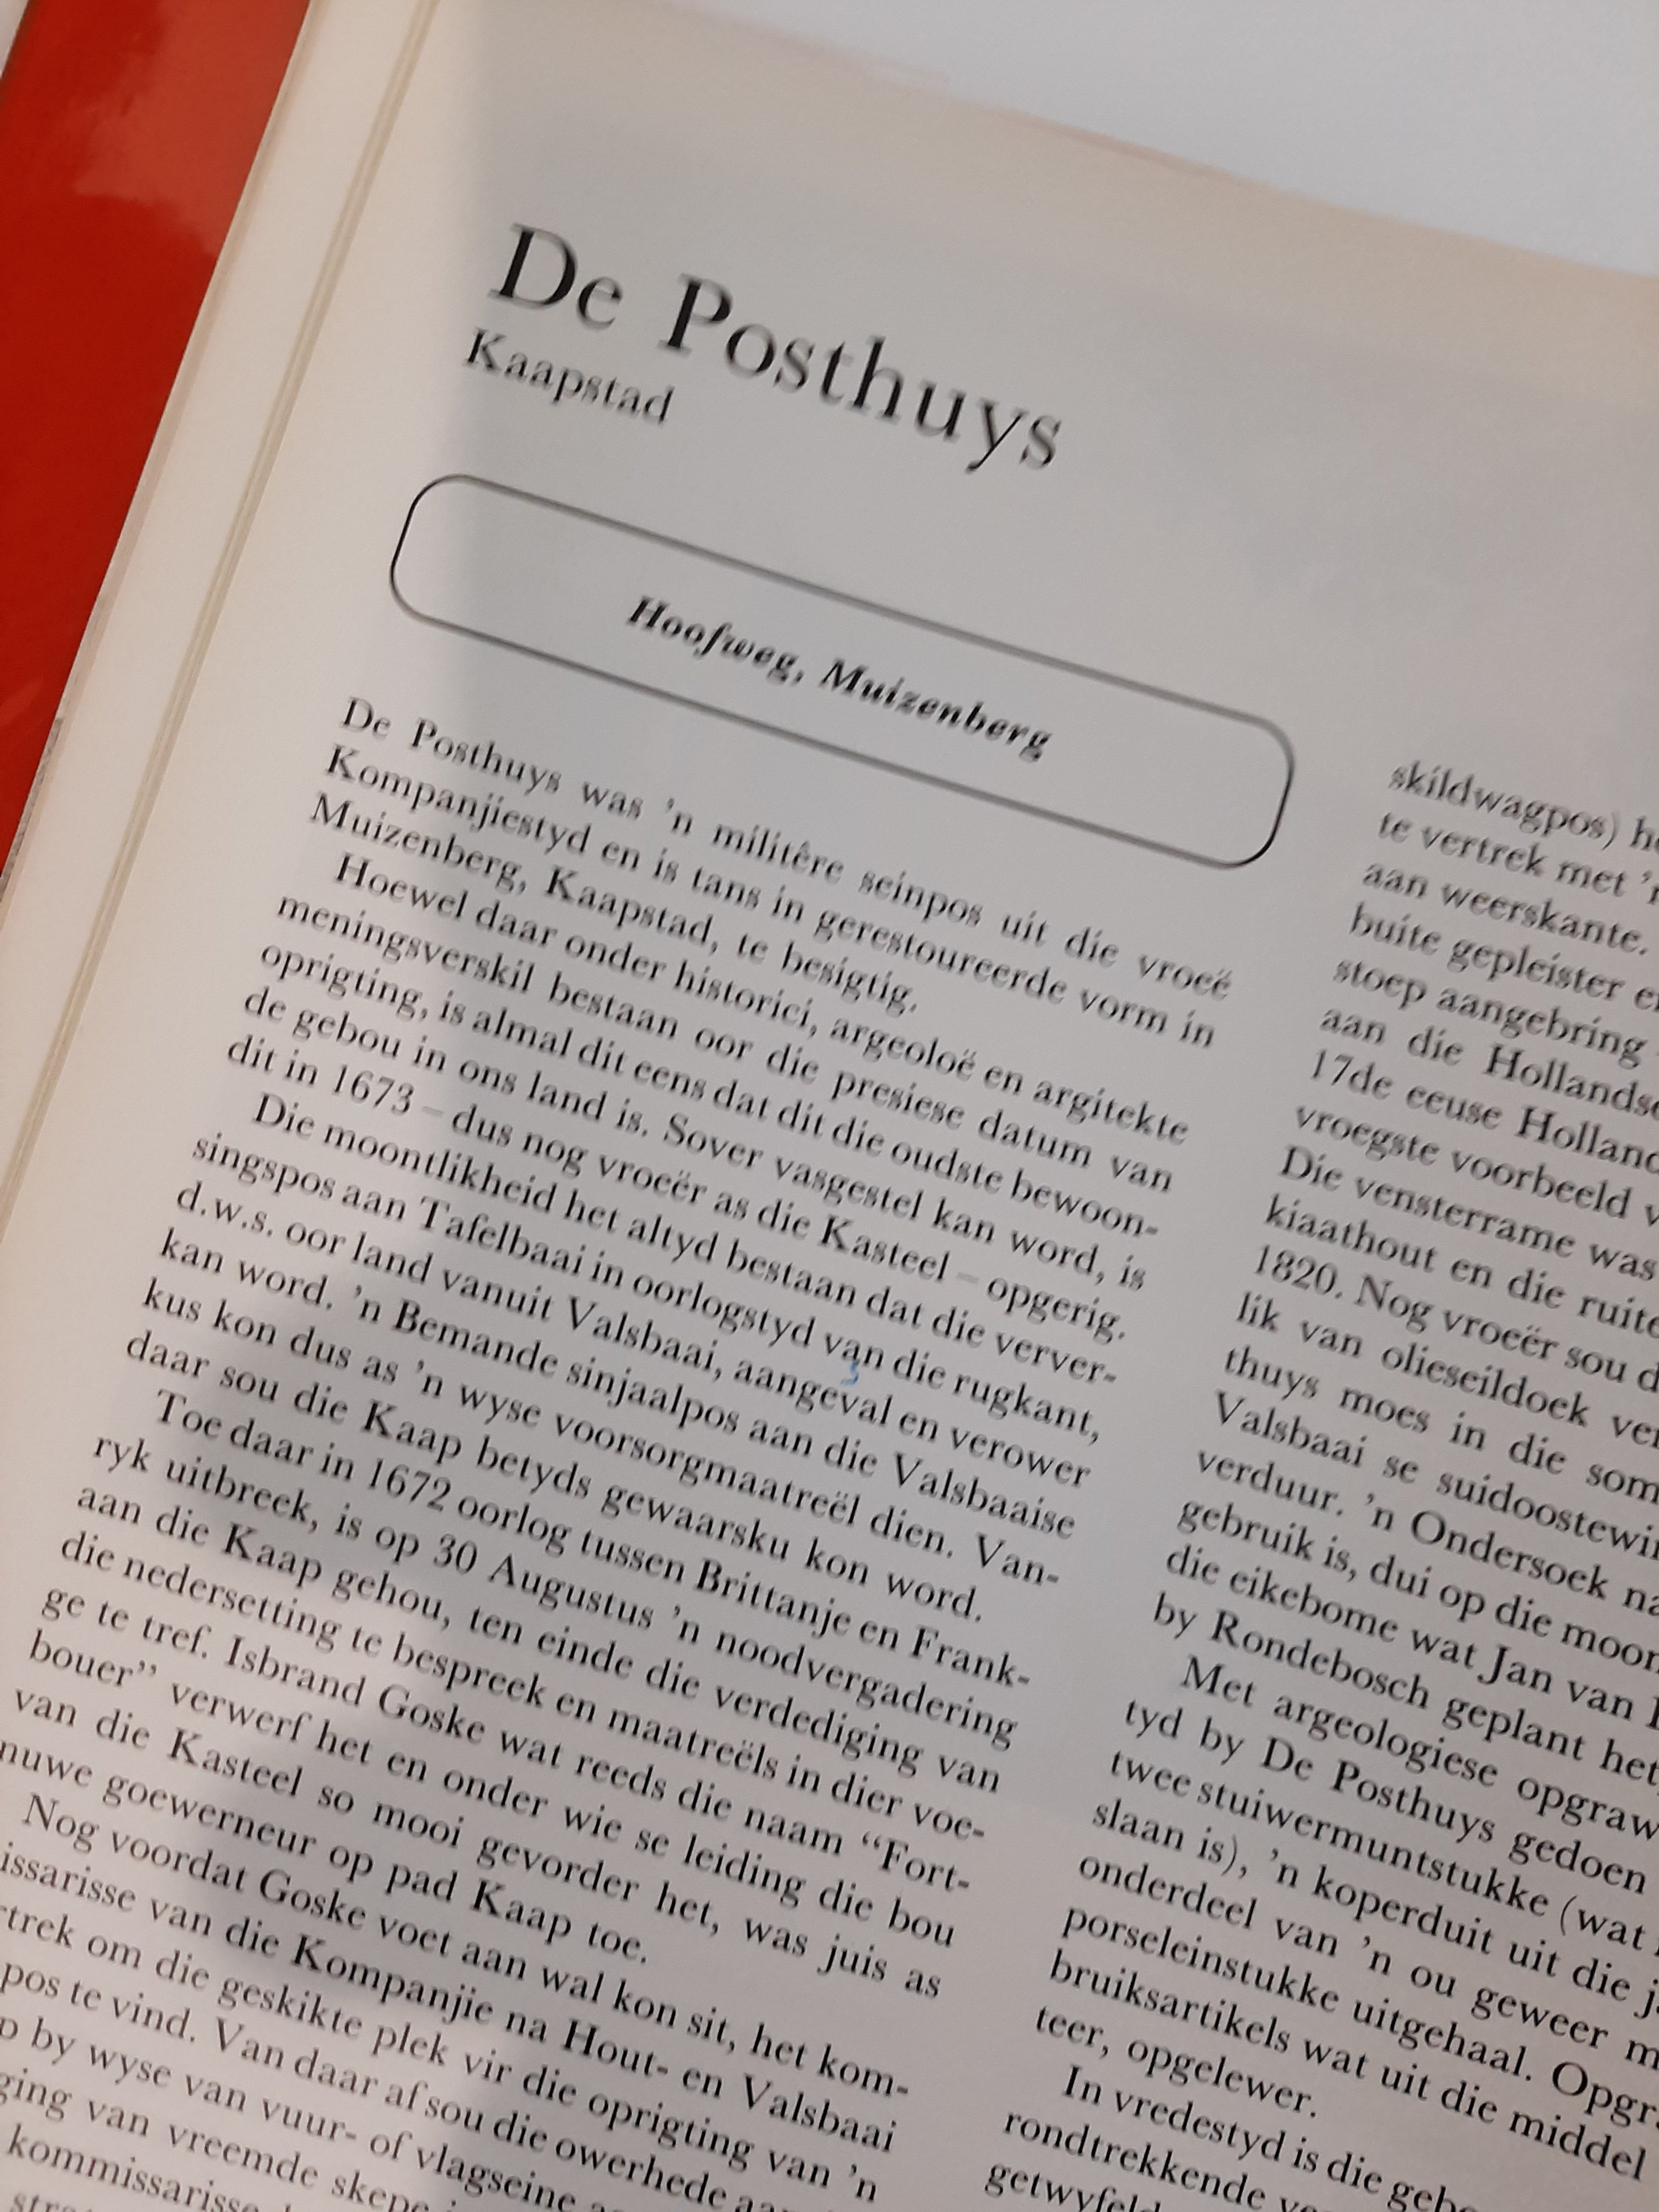 De Posthuys
Kaapstad
Hoofweg, Muizenberg
De Posthuys was 'n militêre seinpos uit die vroeë
Kompanjiestyd en is tans in gerestoureerde vorm in
Muizenberg, Kaapstad, te besigtig.
Hoewel daar onder historici, argeoloë en argitekte
meningsverskil bestaan oor die presiese datum van
oprigting, is almal dit eens dat dit die oudste bewoon-
de gebou in ons land is. Sover vasgestel kan word, is
dit in 1673 – dus nog vroeër as die Kasteel – opgerig.
Die moontlikheid het altyd bestaan dat die verver-
singspos aan Tafelbaai in oorlogstyd van die rugkant,
d.w.s. oor land vanuit Valsbaai, aangeval en verower
kan word. 'n Bemande sinjaalpos aan die Valsbaaise
kus kon dus as 'n wyse voorsorgmaatreël dien. Van-
daar sou die Kaap betyds gewaarsku kon word.
Toe daar in 1672 oorlog tussen Brittanje en Frank-
ryk uitbreek, is op 30 Augustus 'n noodvergadering
aan die Kaap gehou, ten einde die verdediging van
die nedersetting te bespreek en maatreëls in dier voe-
ge te tref. Isbrand Goske wat reeds die naam “Fort-
bouer” verwerf het en onder wie se leiding die bou
van die Kasteel so mooi gevorder het, was juis as
nuwe goewerneur op pad Kaap toe.
Nog voordat Goske voet aan wal kon sit, het kom-
issarisse van die Kompanjie na Hout- en Valsbaai
rtrek om die geskikte plek vir die oprigting van 'n
pos te vind. Van daar af sou die owerhede
p by wyse van vuur- of vlagseine
ging van vreemde skepe
kommissarisse
skildwagpos)
te vertrek met
aan weerskante.
buite gepleister
stoep aangebring
aan die Hollands
17de eeuse Holland
vroegste voorbeeld
Die vensterrame was
kiaathout en die ruite
1820. Nog vroeër sou
lik van olieseildoek
thuys moes in die som
Valsbaai se suidoostewi
verduur. 'n Ondersoek
gebruik is, dui op die moon
die eikebome wat Jan van
by Rondebosch geplant het
Met argeologiese opgraw
tyd by De Posthuys gedoen
twee stuiwermuntstukke (wat
slaan is), 'n koperduit uit die
onderdeel van 'n ou geweer
porseleinstukke uitgehaal. Opgr
bruiksartikels wat uit die middel
teer, opgelewer.
In vredestyd is die gebo
rondtrekkende
getwyfeld